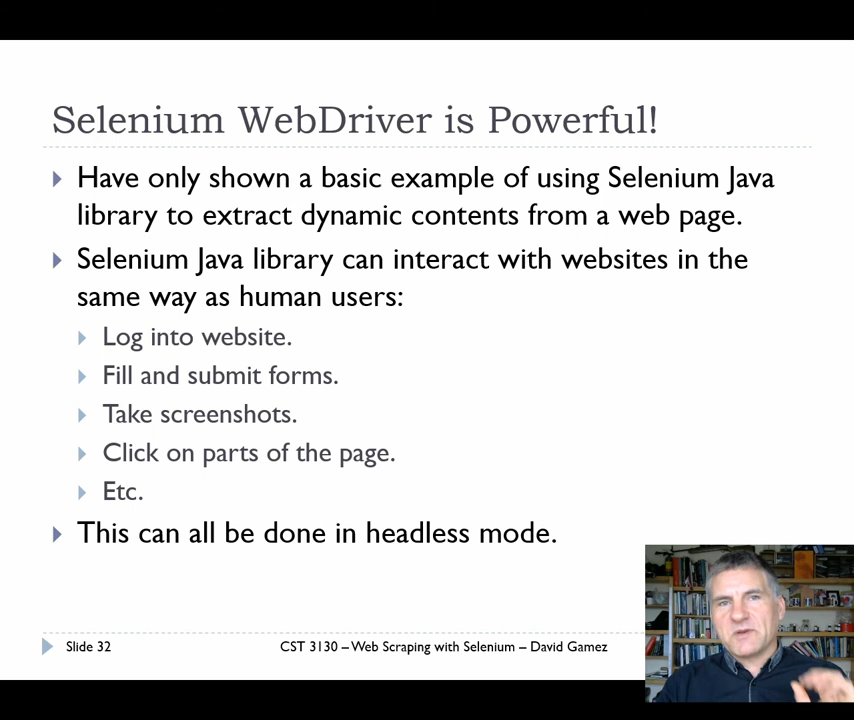 Selenium WebDriver is Powerful!
Have only shown a basic example of using Selenium Java
library to extract dynamic contents from a web page.
Selenium Java library can interact with websites in the
same way as human users:
Log into website.
Fill and submit forms.
Take screenshots.
Click on parts of the page.
Etc.
This can all be done in headless mode.
Slide 32
CST 3130 – Web Scraping with Selenium – David Gamez